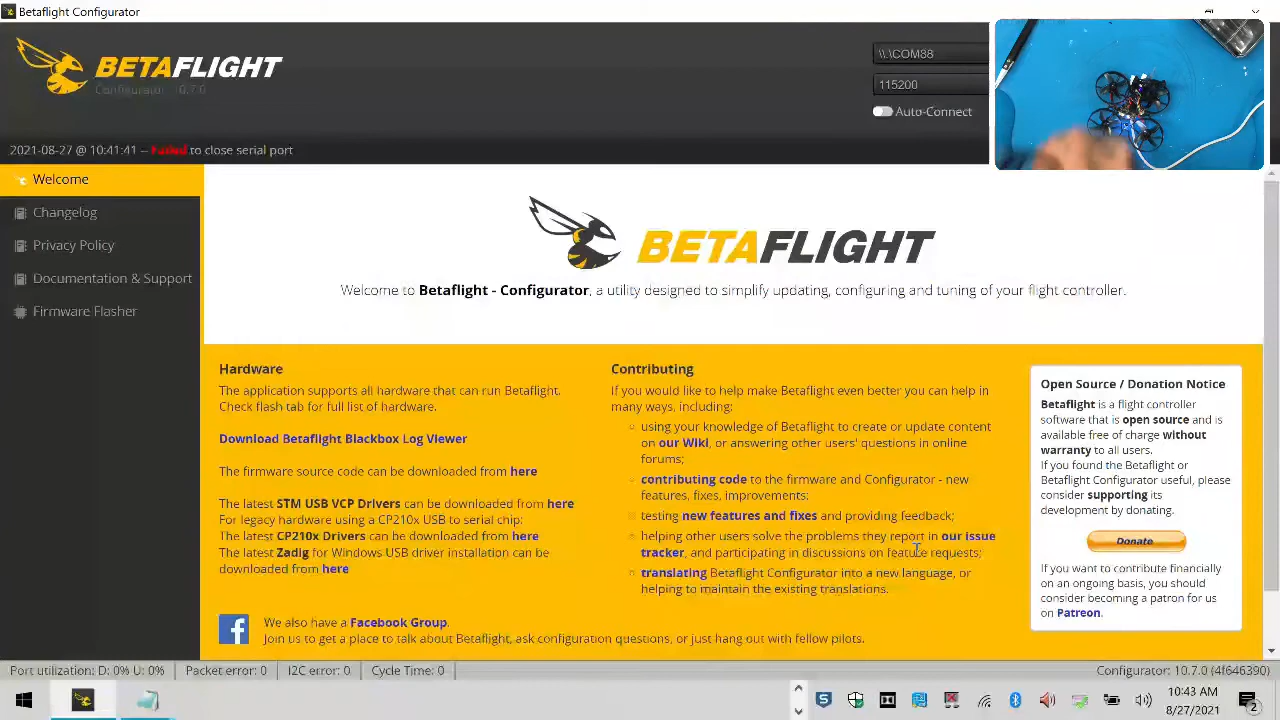 Betaflight Configurator
BETAFLIGHT
Configurator 10.7.0
\\.\COM88
115200
Auto-Connect
2021-08-27 @ 10:41:41 -- Failed to close serial port
Welcome
Changelog
Privacy Policy
Documentation & Support
Firmware Flasher
BETAFLIGHT
Welcome to Betaflight - Configurator, a utility designed to simplify updating, configuring and tuning of your flight controller.
Hardware
The application supports all hardware that can run Betaflight.
Check flash tab for full list of hardware.
Download Betaflight Blackbox Log Viewer
The firmware source code can be downloaded from here
The latest STM USB VCP Drivers can be downloaded from here
For legacy hardware using a CP210x USB to serial chip:
The latest CP210x Drivers can be downloaded from here
The latest Zadig for Windows USB driver installation can be
downloaded from here
Contributing
If you would like to help make Betaflight even better you can help in
many ways, including:
using your knowledge of Betaflight to create or update content
on our Wiki, or answering other users' questions in online
forums;
contributing code to the firmware and Configurator - new
features, fixes, improvements;
testing new features and fixes and providing feedback;
helping other users solve the problems they report in our issue
tracker, and participating in discussions on feature requests;
translating Betaflight Configurator into a new language, or
helping to maintain the existing translations.
Open Source / Donation Notice
Betaflight is a flight controller
software that is open source and is
available free of charge without
warranty to all users.
If you found the Betaflight or
Betaflight Configurator useful, please
consider supporting its
development by donating.
Donate
If you want to contribute financially
on an ongoing basis, you should
consider becoming a patron for us
on Patreon.
We also have a Facebook Group.
Join us to get a place to talk about Betaflight, ask configuration questions, or just hang out with fellow pilots.
Port utilization: D: 0% U: 0%
Packet error: 0
I2C error: 0
Cycle Time: 0
Configurator: 10.7.0 (4f646390)
10:43 AM
8/27/2021
2